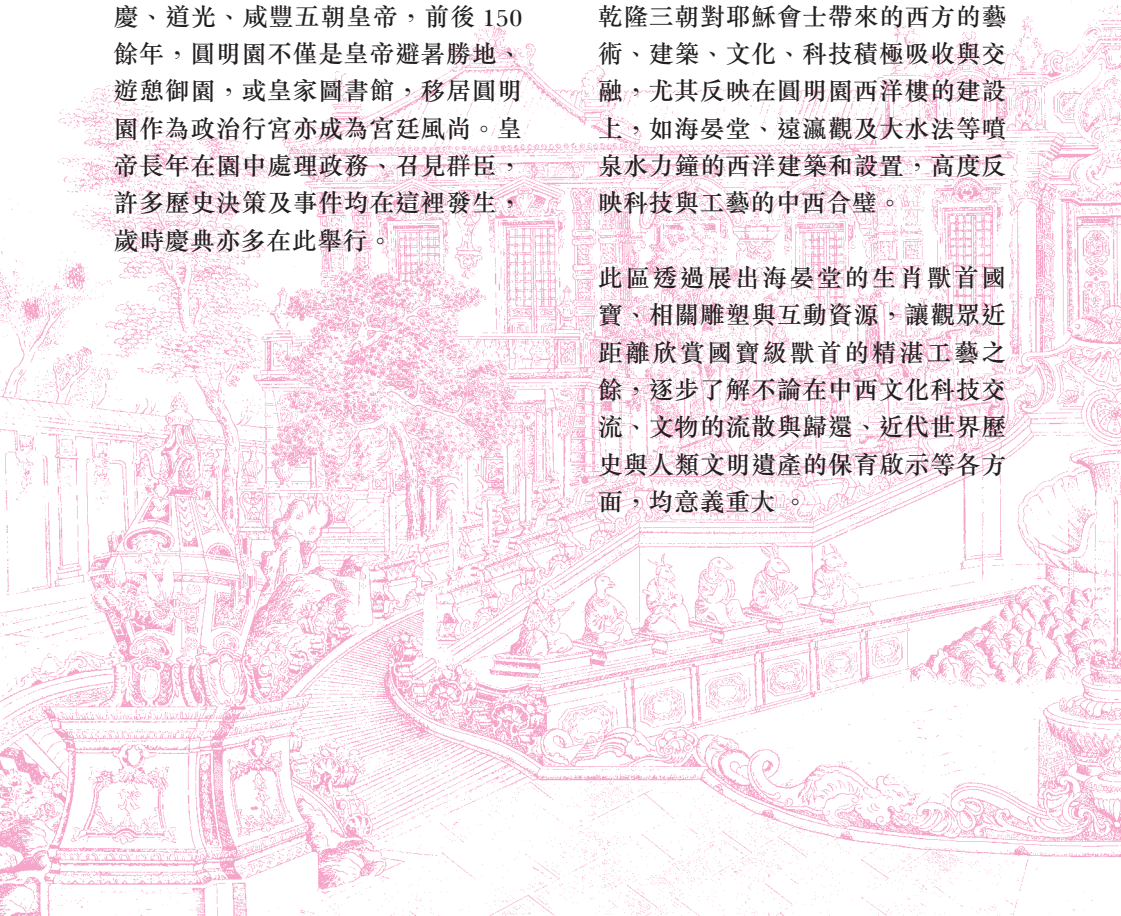 慶、道光、咸豐五朝皇帝，前後 150
餘年，圓明園不僅是皇帝避暑勝地、
遊憩御園，或皇家圖書館，移居圓明
園作為政治行宮亦成為宮廷風尚。皇
帝長年在園中處理政務、召見群臣，
許多歷史決策及事件均在這裡發生，
歲時慶典亦多在此舉行。
乾隆三朝對耶穌會士帶來的西方的藝
術、建築、文化、科技積極吸收與交
融，尤其反映在圓明園西洋樓的建設
上，如海晏堂、遠瀛觀及大水法等噴
泉水力鐘的西洋建築和設置，高度反
映科技與工藝的中西合璧。
此區透過展出海晏堂的生肖獸首國
寶、相關雕塑與互動資源，讓觀眾近
距離欣賞國寶級獸首的精湛工藝之
餘，逐步了解不論在中西文化科技交
流、文物的流散與歸還、近代世界歷
史與人類文明遺產的保育啟示等各方
面，均意義重大 。